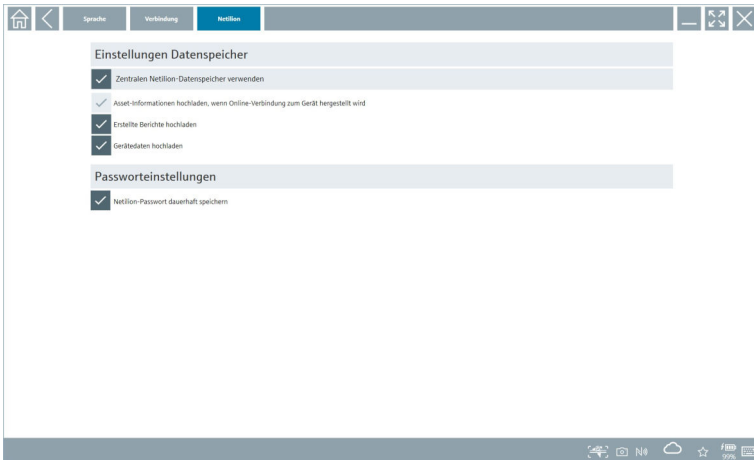 Sprache
Verbindung
Netilion
Einstellungen Datenspeicher
Zentralen Netilion-Datenspeicher verwenden
Asset-Informationen hochladen, wenn Online-Verbindung zum Gerät hergestellt wird
Erstellte Berichte hochladen
Gerätedaten hochladen
Passworteinstellungen
Netilion-Passwort dauerhaft speichern
99%